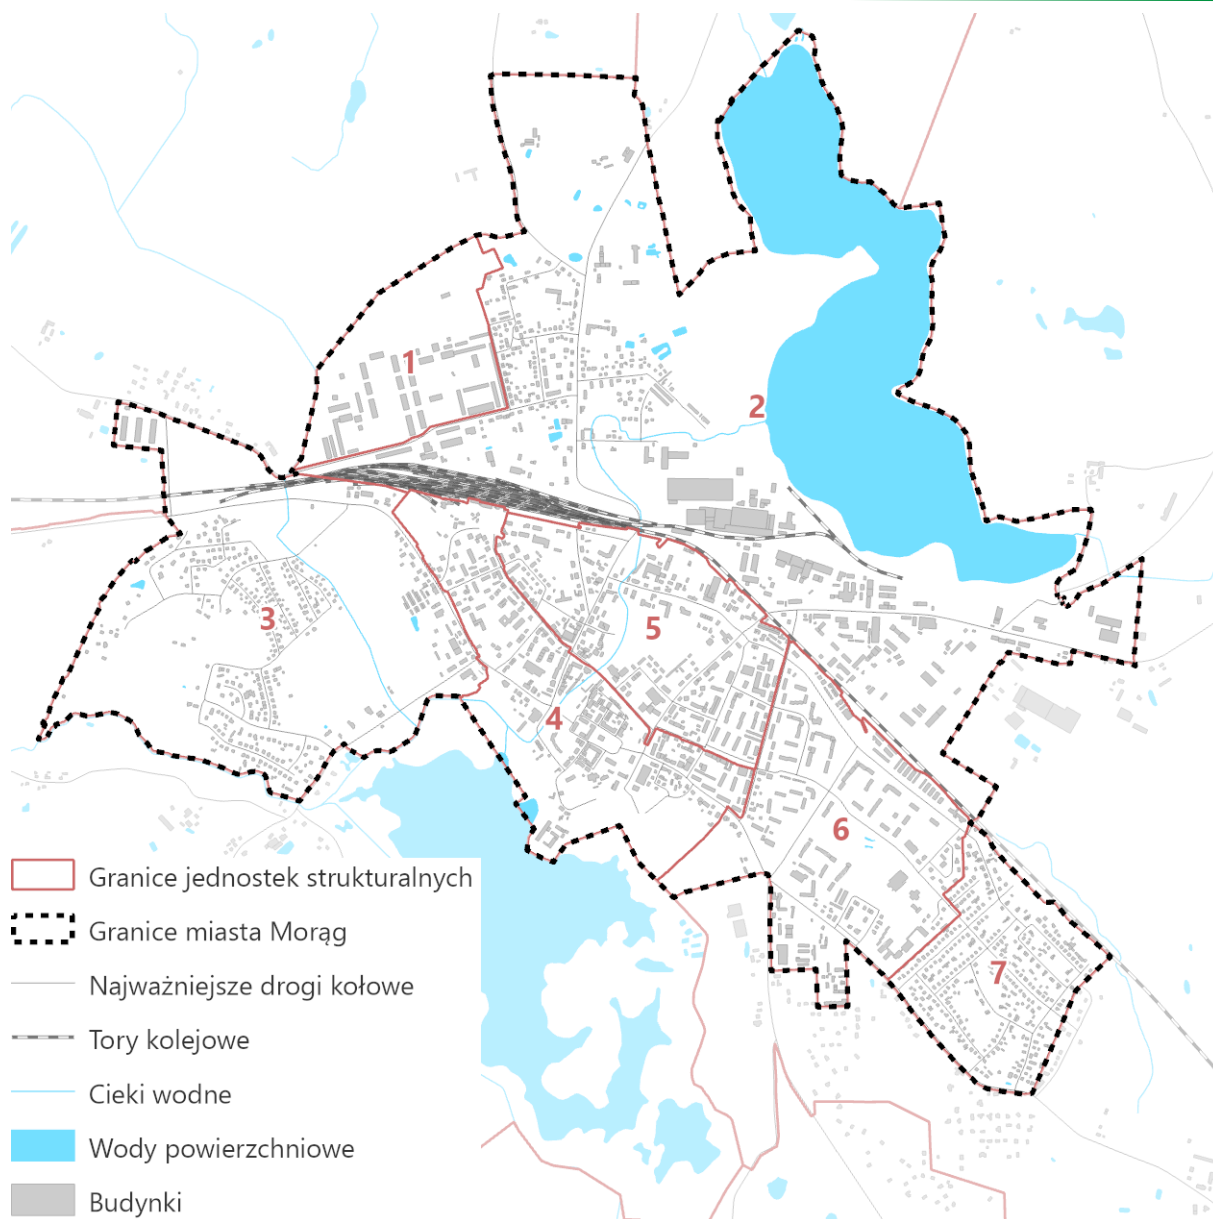 1
2
3
5
4
6
7
Granice jednostek strukturalnych
Granice miasta Morąg
Najważniejsze drogi kołowe
Tory kolejowe
Cieki wodne
Wody powierzchniowe
Budynki